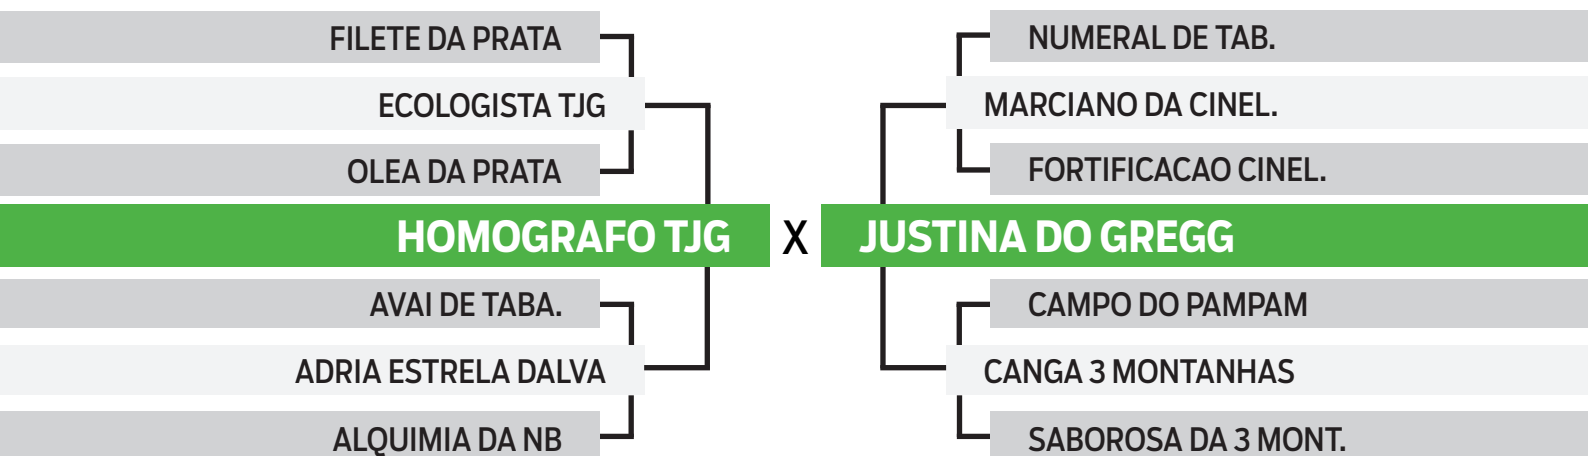 FILETE DA PRATA
ECOLOGISTA TJG
OLEA DA PRATA
HOMOGRAFO TJG
AVAI DE TABA.
ADRIA ESTRELA DALVA
ALQUIMIA DA NB
X
NUMERAL DE TAB.
MARCIANO DA CINEL.
FORTIFICACAO CINEL.
JUSTINA DO GREGG
CAMPO DO PAMPAM
CANGA 3 MONTANHAS
SABOROSA DA 3 MONT.